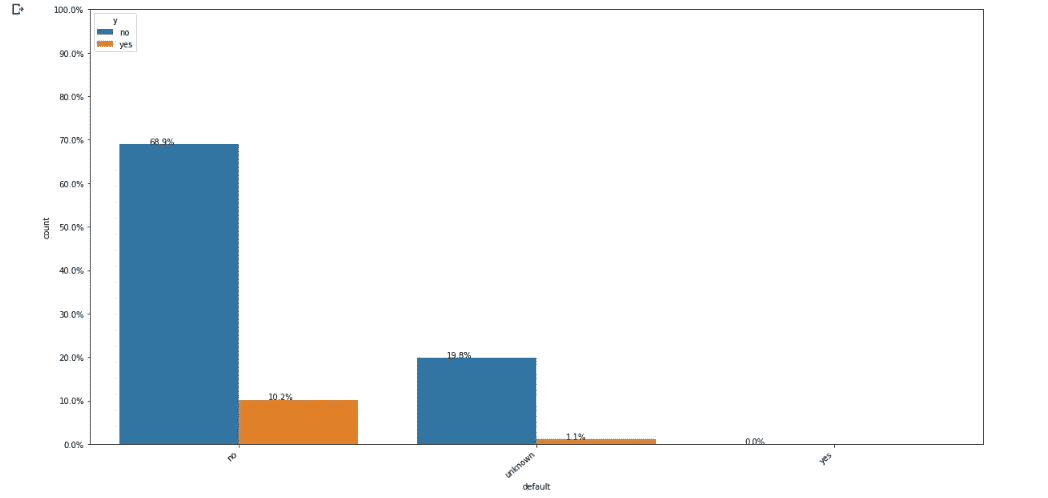 100.0%
y
no
yes
90.0%
80.0%
70.0%
68.9%
60.0%
50.0%
count
40.0%
30.0%
20.0%
19.8%
10.0%
10.2%
1.1%
0.0%
0.0%
no
unknown
yes
default